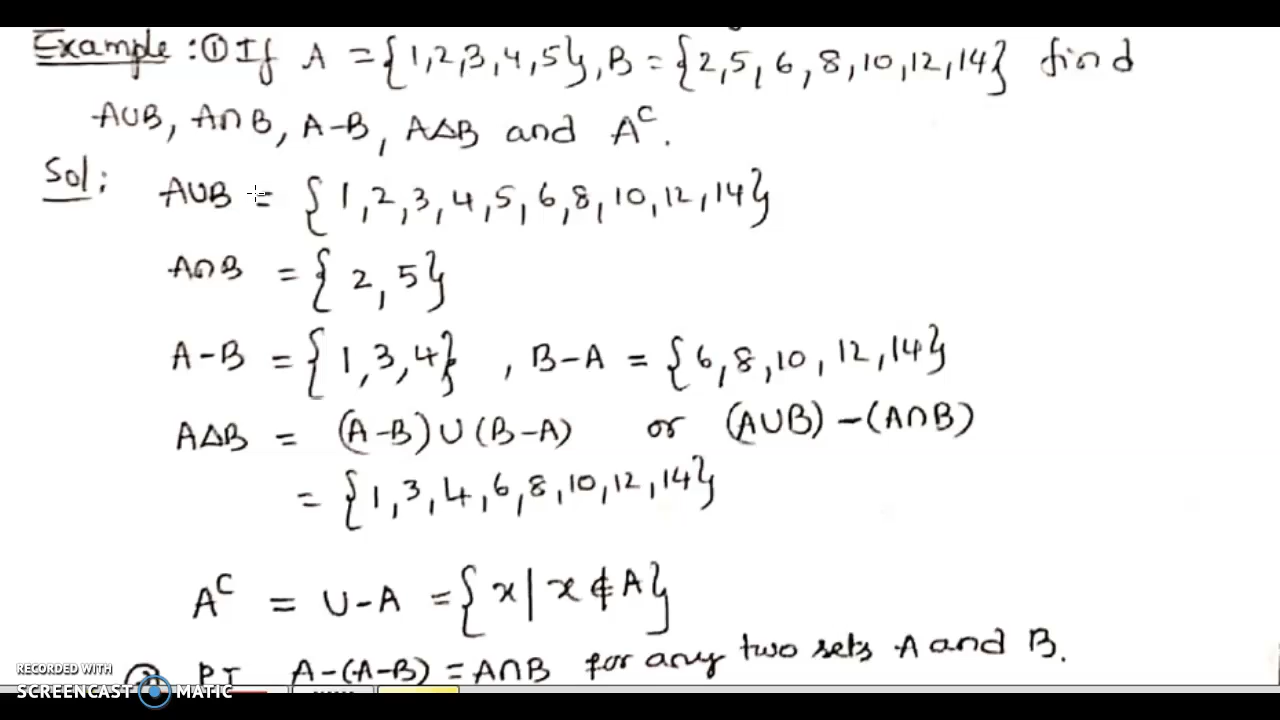 Example : ① If A = {1,2,3,4,5}, B = {2,5,6,8,10,12,14} find
A∪B, A∩B, A-B, A∆B and Aᶜ.
Sol: A∪B = {1,2,3,4,5,6,8,10,12,14}
A∩B = {2,5}
A-B = {1,3,4} , B-A = {6,8,10,12,14}
A∆B = (A-B)∪(B-A) or (A∪B)-(A∩B)
= {1,3,4,6,8,10,12,14}
Aᶜ = U-A = {x|x∉A}
② PT A-(A-B) = A∩B for any two sets A and B.
RECORDED WITH
SCREENCAST MATIC